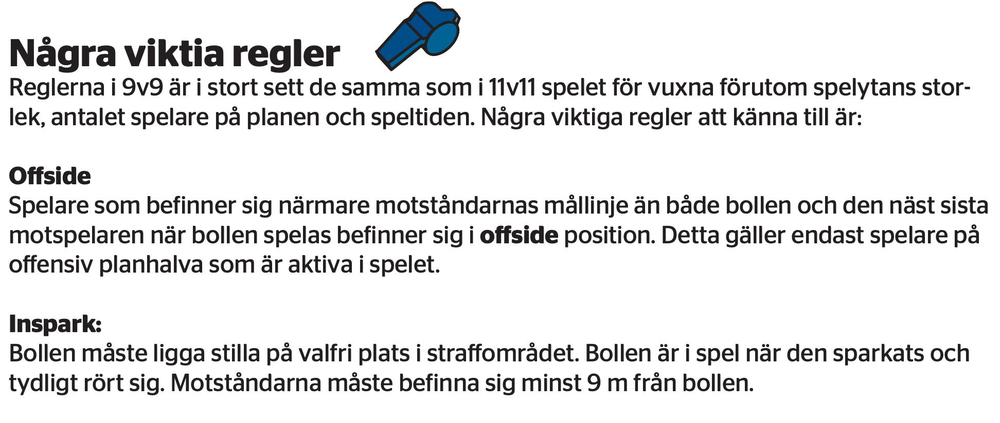 Några viktia regler
Reglerna i 9v9 är i stort sett de samma som i 11v11 spelet för vuxna förutom spelytans stor-
lek, antalet spelare på planen och speltiden. Några viktiga regler att känna till är:
Offside
Spelare som befinner sig närmare motståndarnas mållinje än både bollen och den näst sista
motspelaren när bollen spelas befinner sig i offside position. Detta gäller endast spelare på
offensiv planhalva som är aktiva i spelet.
Inspark:
Bollen måste ligga stilla på valfri plats i straffområdet. Bollen är i spel när den sparkats och
tydligt rört sig. Motståndarna måste befinna sig minst 9 m från bollen.